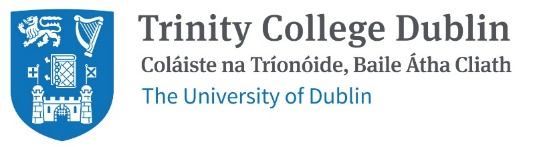 Trinity College Dublin
Coláiste na Tríonóide, Baile Átha Cliath
The University of Dublin